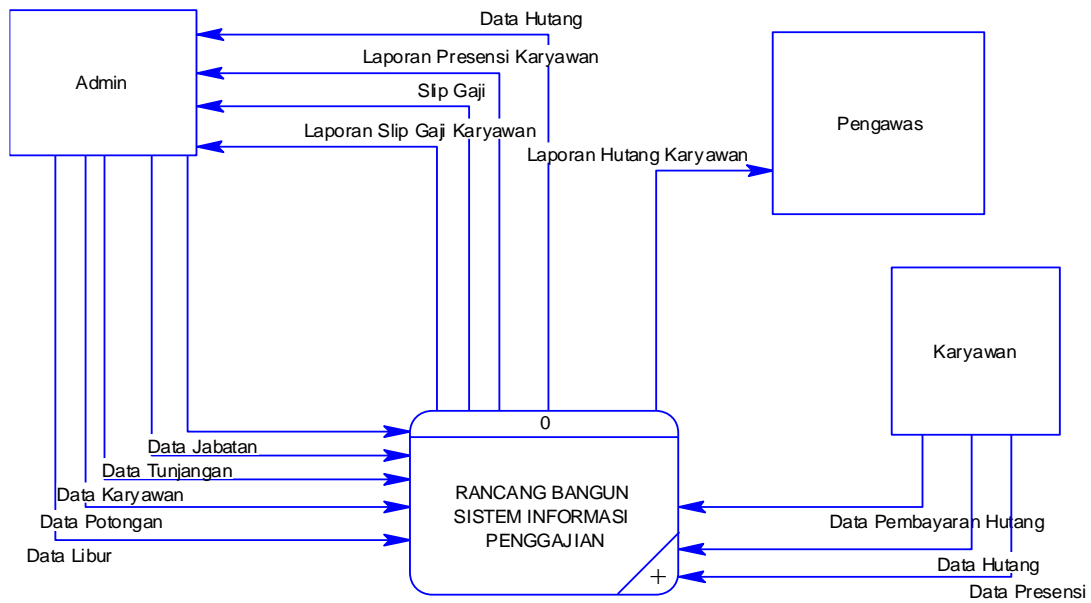 Data Hutang
Laporan Presensi Karyawan
Slip Gaji
Laporan Slip Gaji Karyawan
Admin
Pengawas
Laporan Hutang Karyawan
Karyawan
0
RANCANG BANGUN
SISTEM INFORMASI
PENGGAJIAN
+
Data Jabatan
Data Tunjangan
Data Karyawan
Data Potongan
Data Libur
Data Pembayaran Hutang
Data Hutang
Data Presensi